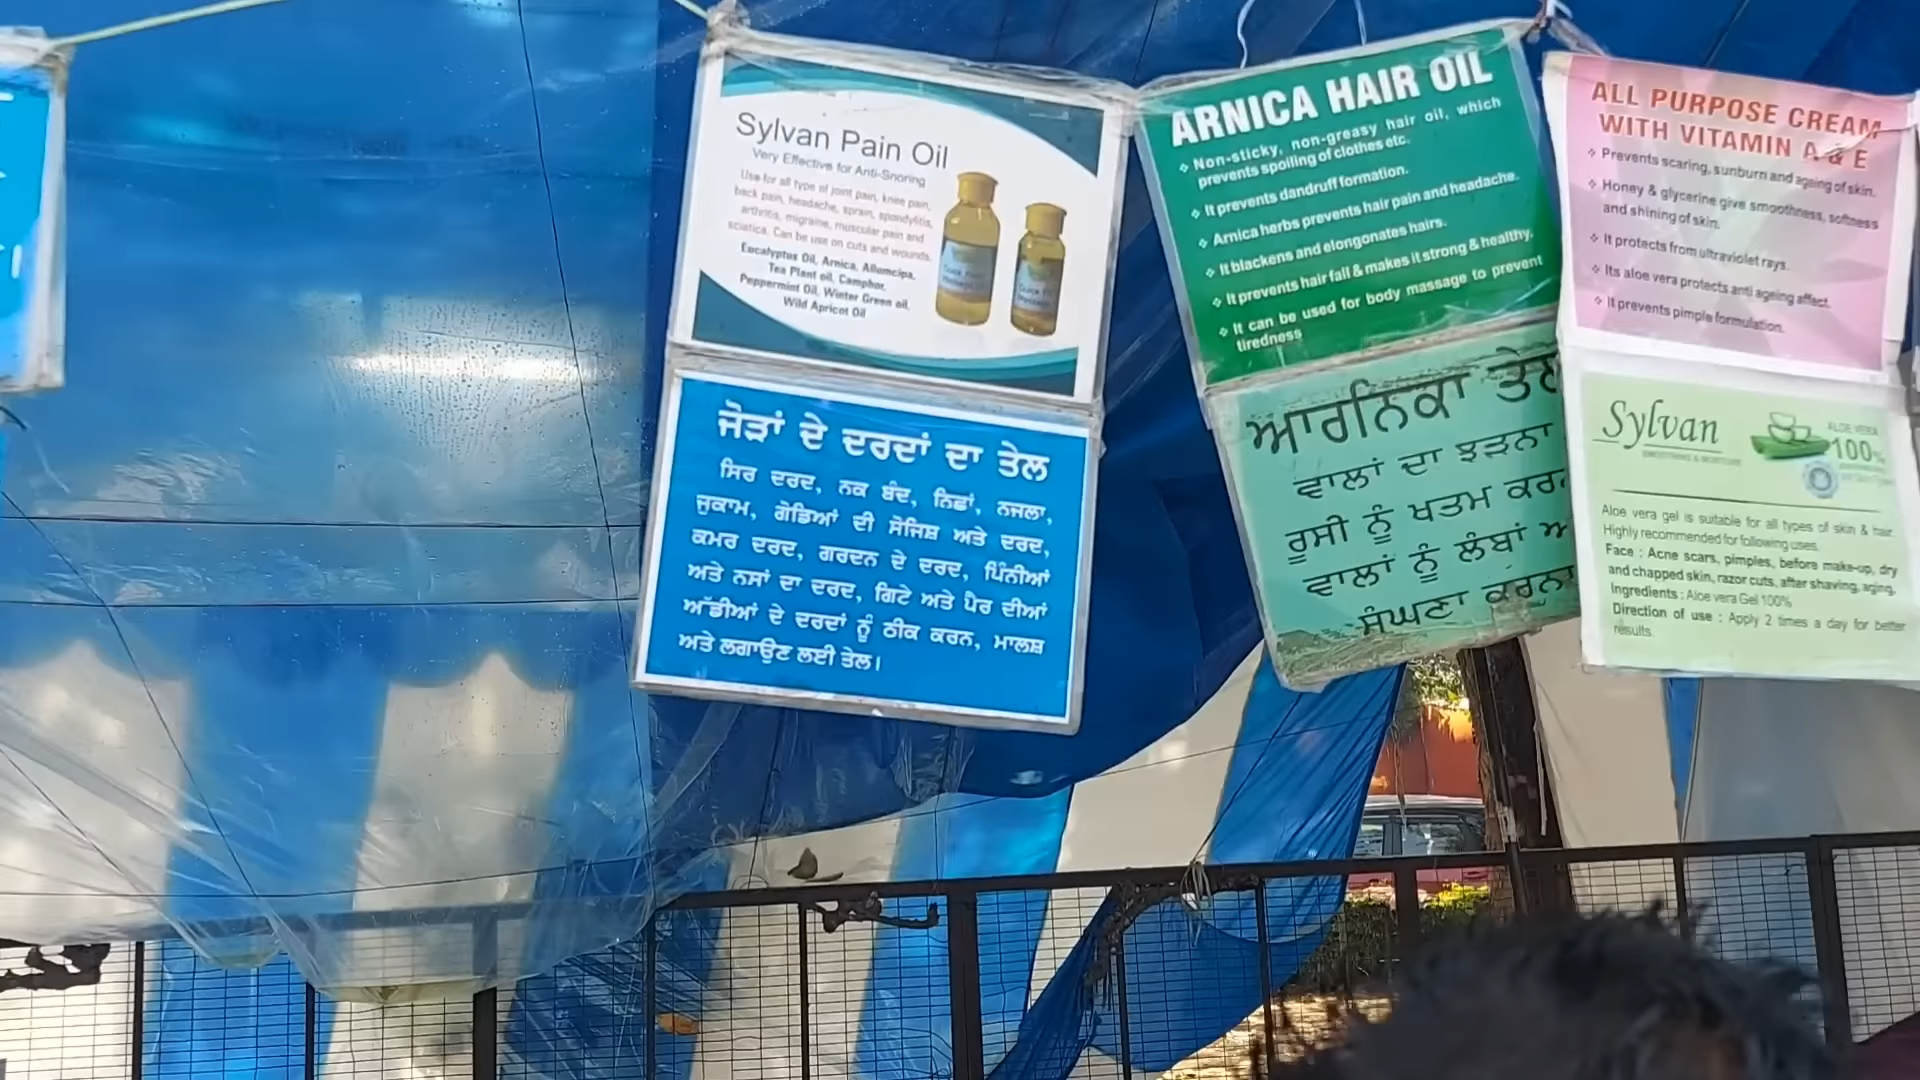 Sylvan Pain Oil
Very Effective for Anti-Snoring
Use for all type of joint pain, knee pain,
back pain, headache, sprain, spondylitis,
arthritis, migraine, muscular pain and
sciatica. Can be use on cuts and wounds.
Eucalyptus Oil, Arnica, Allumcipa,
Tea Plant oil, Camphor,
Peppermint Oil, Winter Green oil,
Wild Apricot Oil
ਜੋੜਾਂ ਦੇ ਦਰਦਾਂ ਦਾ ਤੇਲ
ਸਿਰ ਦਰਦ, ਨਕ ਬੰਦ, ਨਿਛਾਂ, ਨਜਲਾ,
ਜੁਕਾਮ, ਗੋਡਿਆਂ ਦੀ ਸੋਜਿਸ਼ ਅਤੇ ਦਰਦ,
ਕਮਰ ਦਰਦ, ਗਰਦਨ ਦੇ ਦਰਦ, ਪਿੰਨੀਆਂ
ਅਤੇ ਨਸਾਂ ਦਾ ਦਰਦ, ਗਿਟੇ ਅਤੇ ਪੈਰ ਦੀਆਂ
ਅੱਡੀਆਂ ਦੇ ਦਰਦਾਂ ਨੂੰ ਠੀਕ ਕਰਨ, ਮਾਲਸ਼
ਅਤੇ ਲਗਾਉਣ ਲਈ ਤੇਲ।
ARNICA HAIR OIL
Non-sticky, non-greasy hair oil, which
prevents spoiling of clothes etc.
It prevents dandruff formation.
Arnica herbs prevents hair pain and headache.
It blackens and elongonates hairs.
It prevents hair fall & makes it strong & healthy.
It can be used for body massage to prevent
tiredness
ਆਰਨਿਕਾ ਤੇਲ
ਵਾਲਾਂ ਦਾ ਝੜਨਾ
ਰੂਸੀ ਨੂੰ ਖਤਮ
ਵਾਲਾਂ ਨੂੰ ਲੰਬਾਂ
ਸੰਘਣਾ ਕਰਨਾ
ALL PURPOSE CREAM
WITH VITAMIN A & E
Prevents scaring, sunburn and ageing of skin.
Honey & glycerine give smoothness, softness
and shining of skin.
It protects from ultraviolet rays.
Its aloe vera protects anti ageing affect.
It prevents pimple formulation.
Sylvan
ALOE VERA
100%
Aloe vera gel is suitable for all types of skin & hair.
Highly recommended for following uses.
Face : Acne scars, pimples, before make-up, dry
and chapped skin, razor cuts, after shaving, aging,
Ingredients : Aloe vera Gel 100%
Direction of use : Apply 2 times a day for better
results.